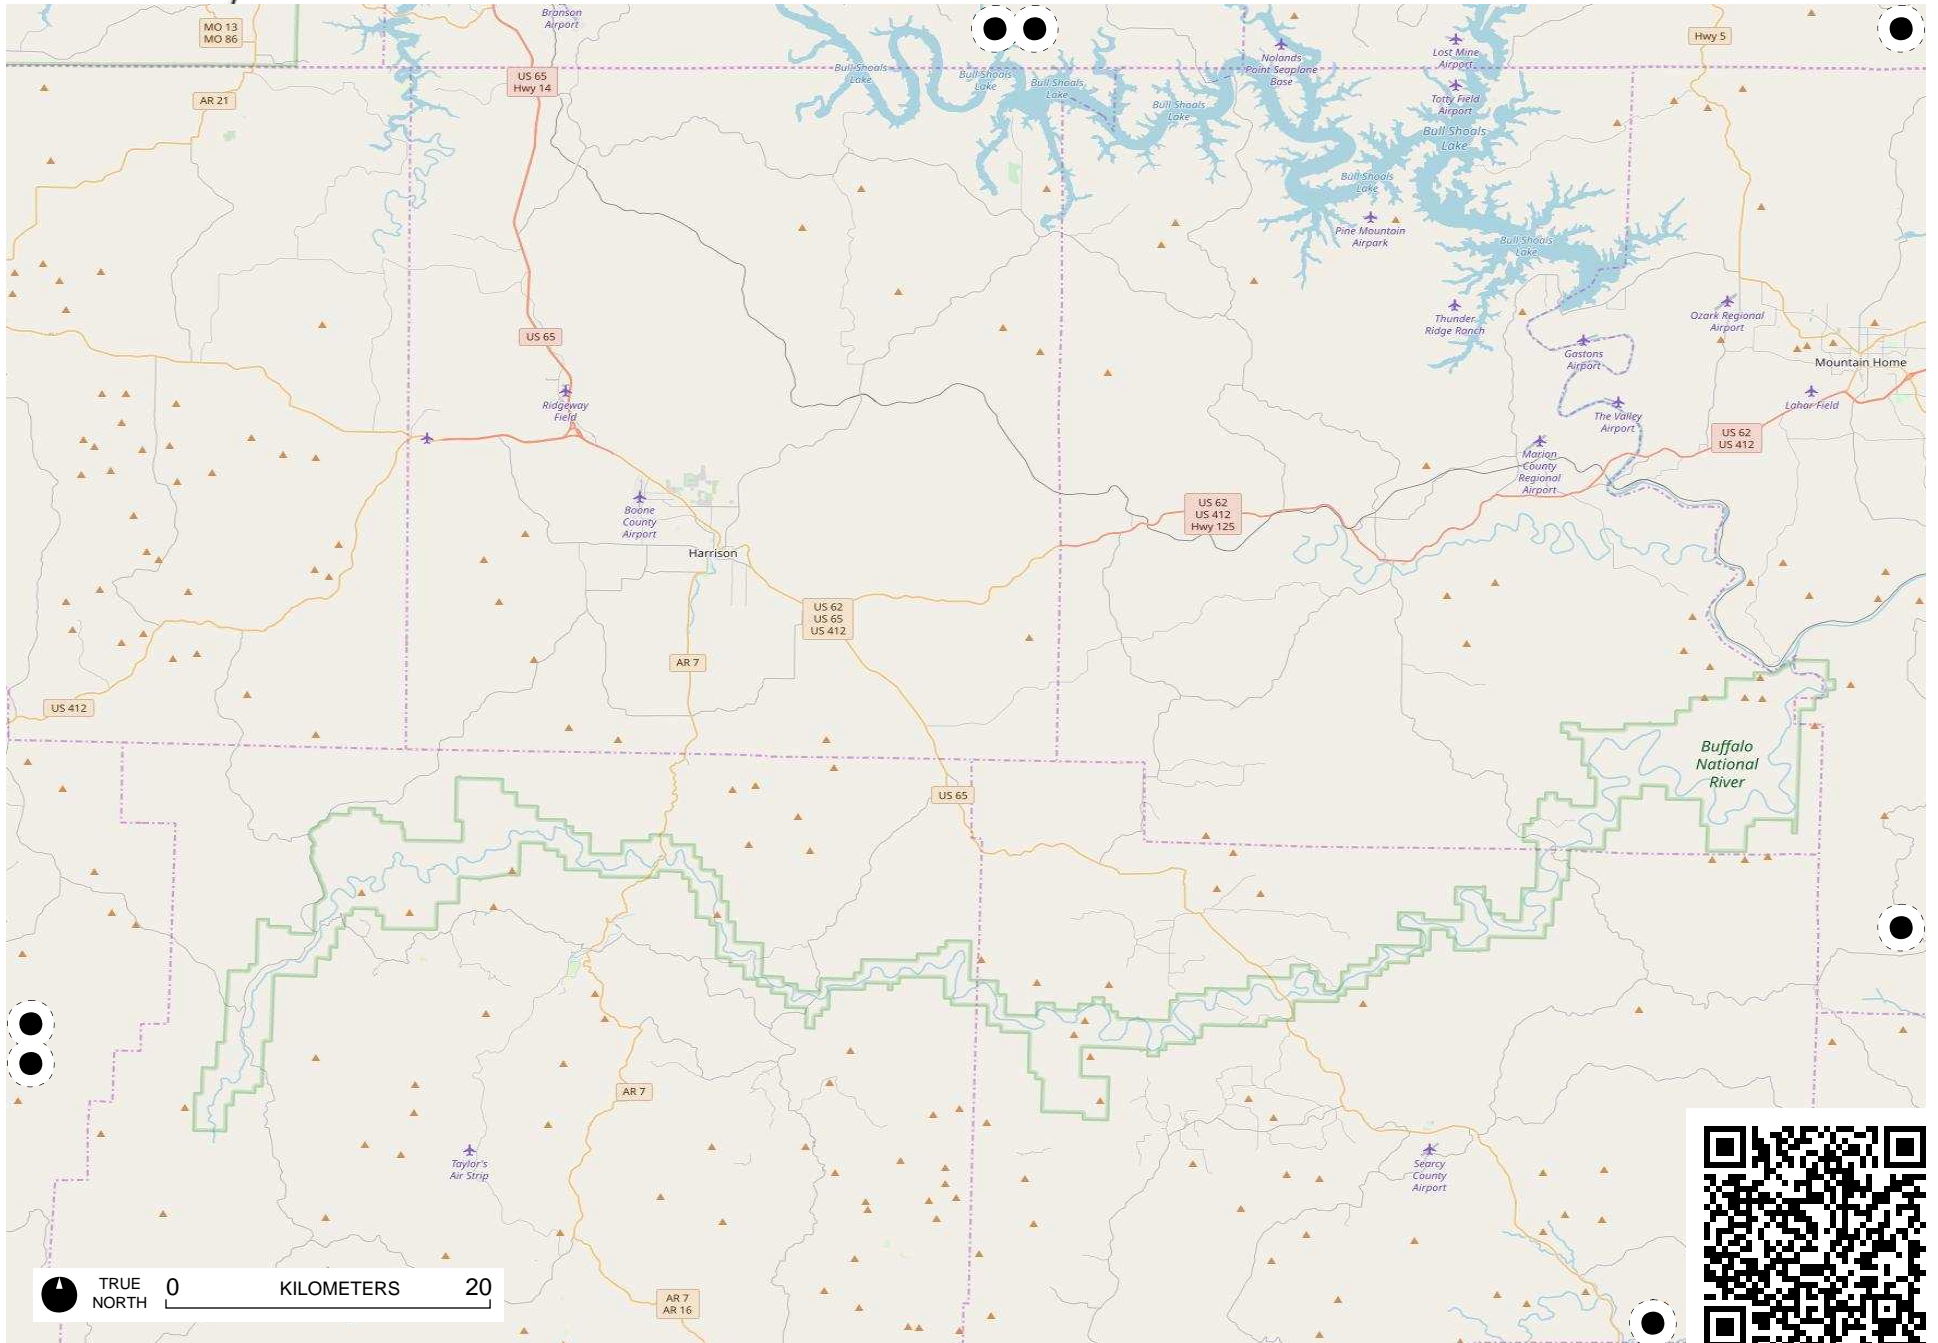 Branson
Airport
MO 13
MO 86
Hwy 5
Lost Mine
Airport
Nolands
Point Seaplane
Base
Bull Shoals
Lake
Bull Shoals
Lake
Bull Shoals
Lake
US 65
Hwy 14
AR 21
Totty Field
Airport
Bull Shoals
Lake
Bull Shoals
Lake
Bull Shoals
Lake
Pine Mountain
Airpark
Bull Shoals
Lake
Thunder
Ridge Ranch
Ozark Regional
Airport
US 65
Gastons
Airport
Mountain Home
Ridgeway
Field
Lahar Field
The Valley
Airport
US 62
US 412
Marion
County
Regional
Airport
Boone
County
Airport
US 62
US 412
Hwy 125
Harrison
US 62
US 65
US 412
AR 7
US 412
Buffalo
National
River
US 65
AR 7
Taylor's
Air Strip
Searcy
County
Airport
TRUE
NORTH
0 KILOMETERS 20
AR 7
AR 16